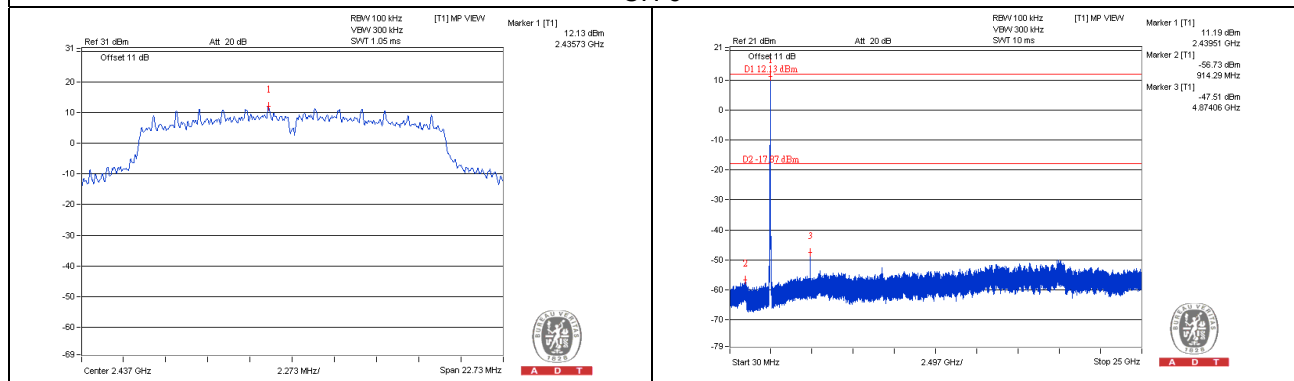 RBW 100 kHz
VBW 300 kHz
SWT 1.05 ms
[T1] MP VIEW
Marker 1 [T1]
12.13 dBm
2.43573 GHz
Ref 31 dBm
Att 20 dB
Offset 11 dB
31
20
10
0
-10
-20
-30
-40
-50
-60
-69
1
Center 2.437 GHz
2.273 MHz/
Span 22.73 MHz
BUREAU VERITAS
1828
A D T
RBW 100 kHz
VBW 300 kHz
SWT 10 ms
[T1] MP VIEW
Marker 1 [T1]
11.19 dBm
2.43951 GHz
Marker 2 [T1]
-56.73 dBm
914.29 MHz
Marker 3 [T1]
-47.51 dBm
4.87406 GHz
Ref 21 dBm
Att 20 dB
Offset 11 dB
D1 12.13 dBm
D2 -17.87 dBm
21
10
0
-10
-20
-30
-40
-50
-60
-70
-79
2
3
Start 30 MHz
2.497 GHz/
Stop 25 GHz
BUREAU VERITAS
1828
A D T